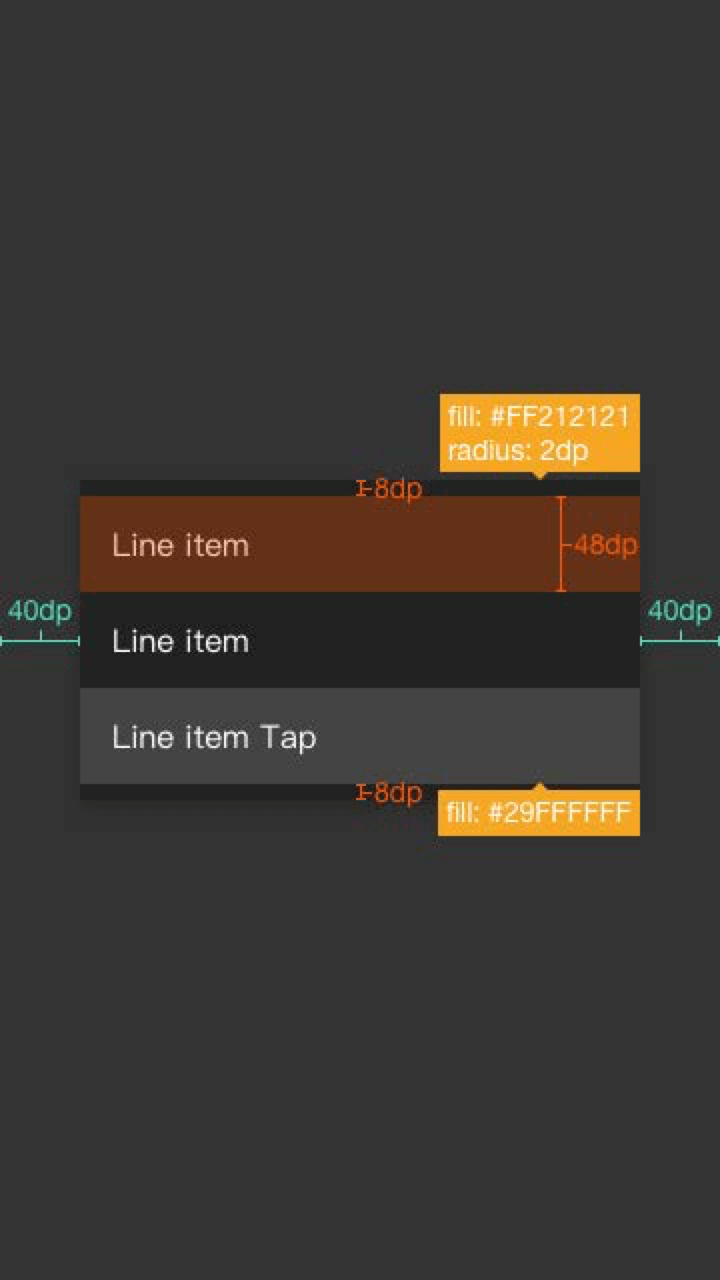 fill: #FF212121
radius: 2dp
8dp
Line item
48dp
40dp
40dp
Line item
Line item Tap
8dp
fill: #29FFFFFF